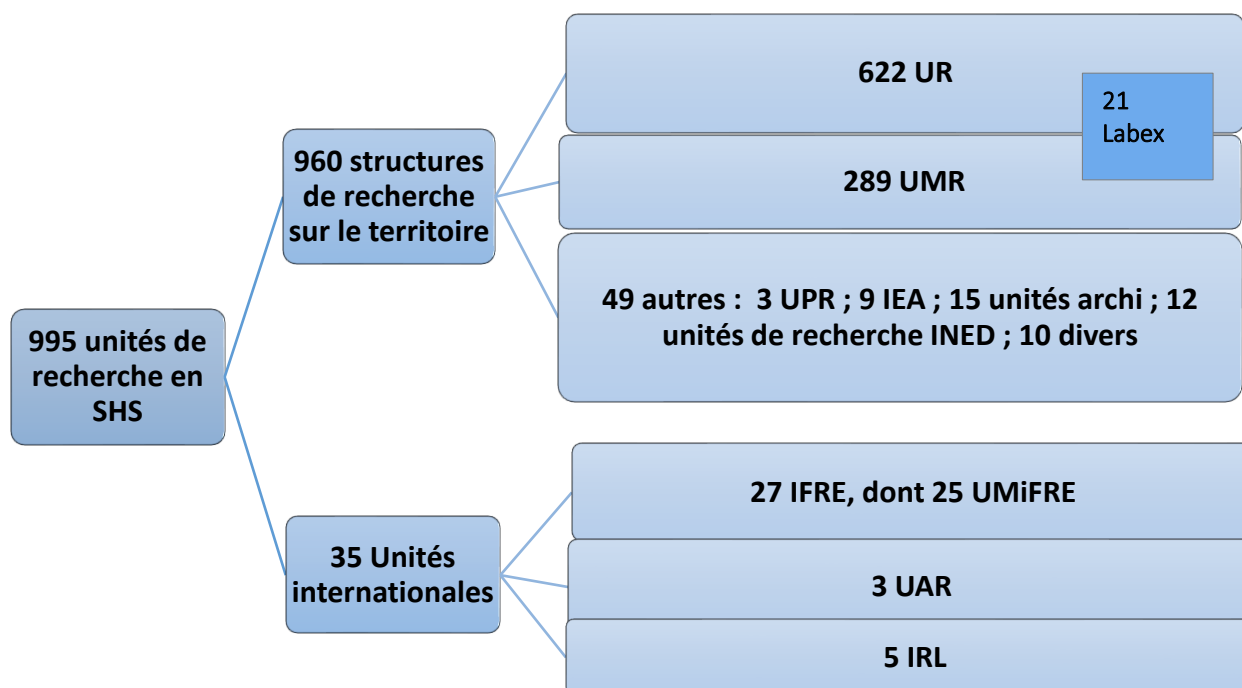 995 unités de
recherche en
SHS
960 structures
de recherche
sur le territoire
622 UR
21
Labex
289 UMR
49 autres : 3 UPR ; 9 IEA ; 15 unités archi ; 12
unités de recherche INED ; 10 divers
35 Unités
internationales
27 IFRE, dont 25 UMiFRE
3 UAR
5 IRL